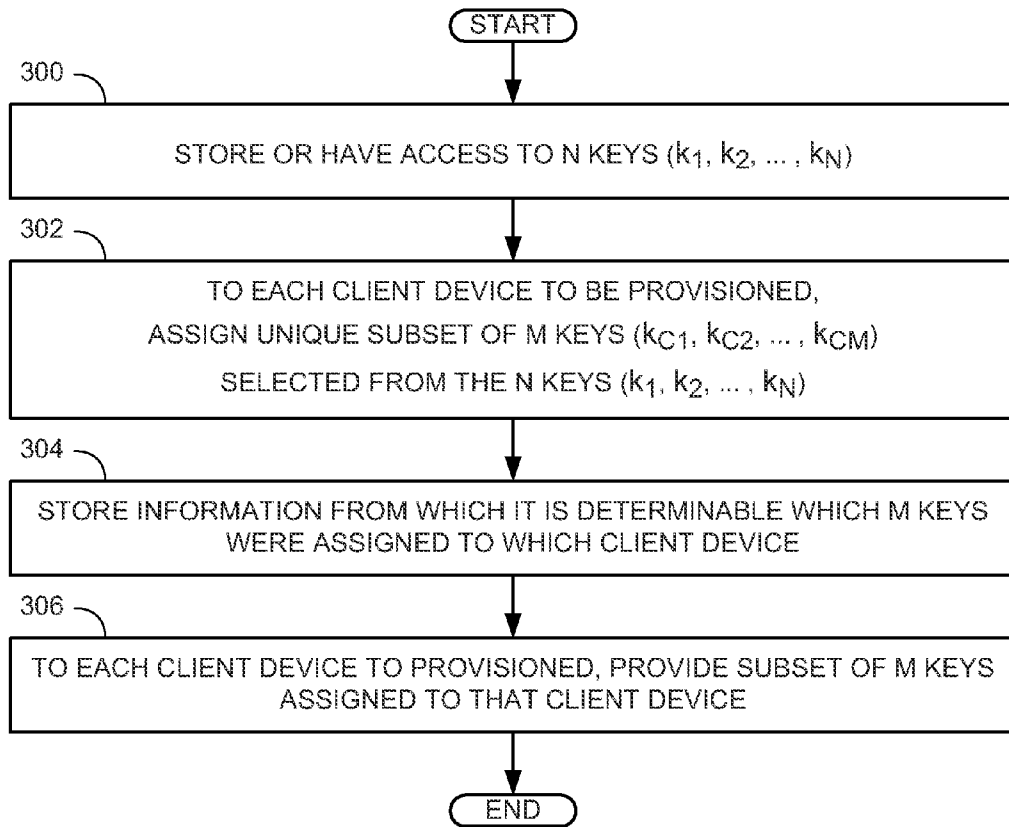 START
300
STORE OR HAVE ACCESS TO N KEYS (k1, k2, ... , kN)
302
TO EACH CLIENT DEVICE TO BE PROVISIONED,
ASSIGN UNIQUE SUBSET OF M KEYS (kC1, kC2, ... , kCM)
SELECTED FROM THE N KEYS (k1, k2, ... , kN)
304
STORE INFORMATION FROM WHICH IT IS DETERMINABLE WHICH M KEYS
WERE ASSIGNED TO WHICH CLIENT DEVICE
306
TO EACH CLIENT DEVICE TO PROVISIONED, PROVIDE SUBSET OF M KEYS
ASSIGNED TO THAT CLIENT DEVICE
END